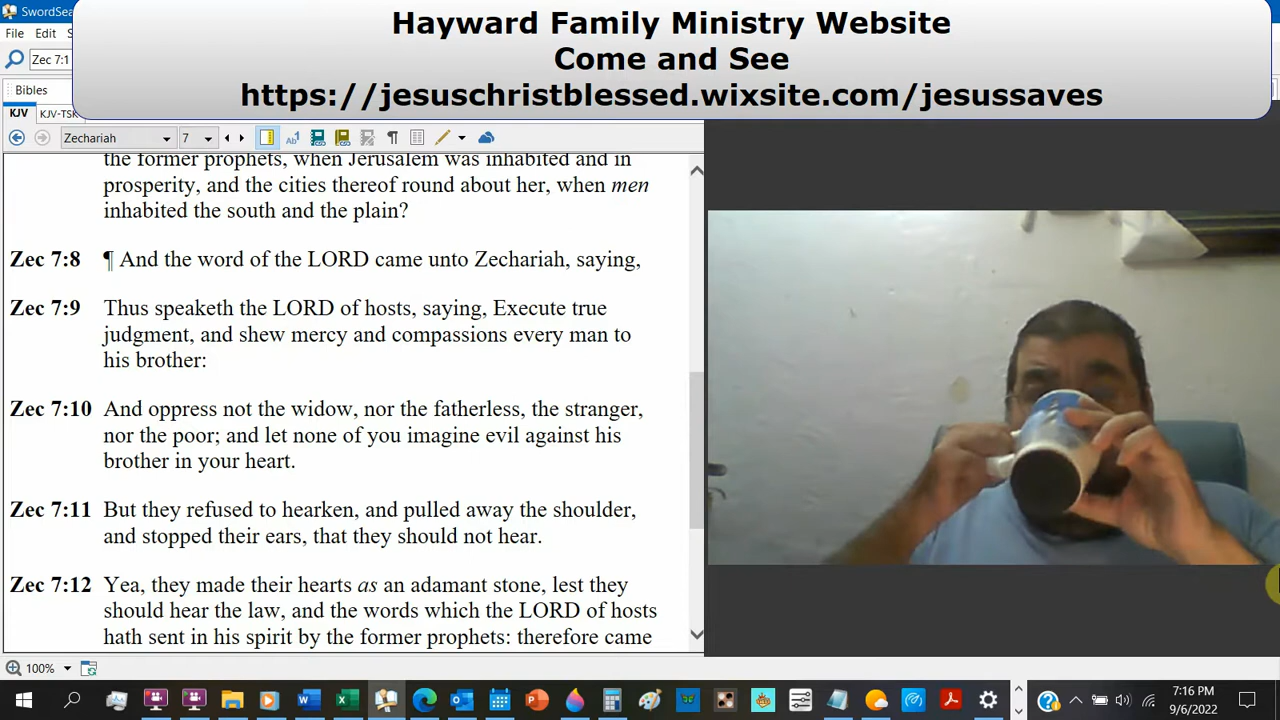 Hayward Family Ministry Website
Come and See
https://jesuschristblessed.wixsite.com/jesussaves
SwordSea
File Edit S
Zec 7:1
Bibles
KJV KJV-TSK
Zechariah 7
the former prophets, when Jerusalem was inhabited and in
prosperity, and the cities thereof round about her, when men
inhabited the south and the plain?
Zec 7:8 ¶ And the word of the LORD came unto Zechariah, saying,
Zec 7:9 Thus speaketh the LORD of hosts, saying, Execute true
judgment, and shew mercy and compassions every man to
his brother:
Zec 7:10 And oppress not the widow, nor the fatherless, the stranger,
nor the poor; and let none of you imagine evil against his
brother in your heart.
Zec 7:11 But they refused to hearken, and pulled away the shoulder,
and stopped their ears, that they should not hear.
Zec 7:12 Yea, they made their hearts as an adamant stone, lest they
should hear the law, and the words which the LORD of hosts
hath sent in his spirit by the former prophets: therefore came
100%
7:16 PM
9/6/2022